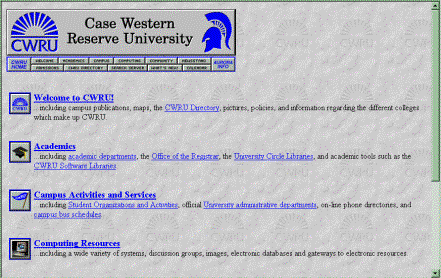 CWRU
Case Western
Reserve University
CWRU HOME
WELCOME ACADEMICS CAMPUS COMPUTING COMMUNITY
DIRECTIONS CWRU DIRECTORY SEARCH SERVER WHAT'S NEW CALENDAR
INFO
Welcome to CWRU!
...including campus publications, maps, the CWRU Directory, pictures, policies, and information regarding the different colleges
which make up CWRU.
Academics
...including academic departments, the Office of the Registrar, the University Circle Libraries, and academic tools such as the
CWRU Software Libraries.
Campus Activities and Services
...including Student Organizations and Activities, official University administrative departments, on-line phone directories, and
campus bus schedules.
Computing Resources
...including a wide variety of systems, discussion groups, images, electronic databases and gateways to electronic resources